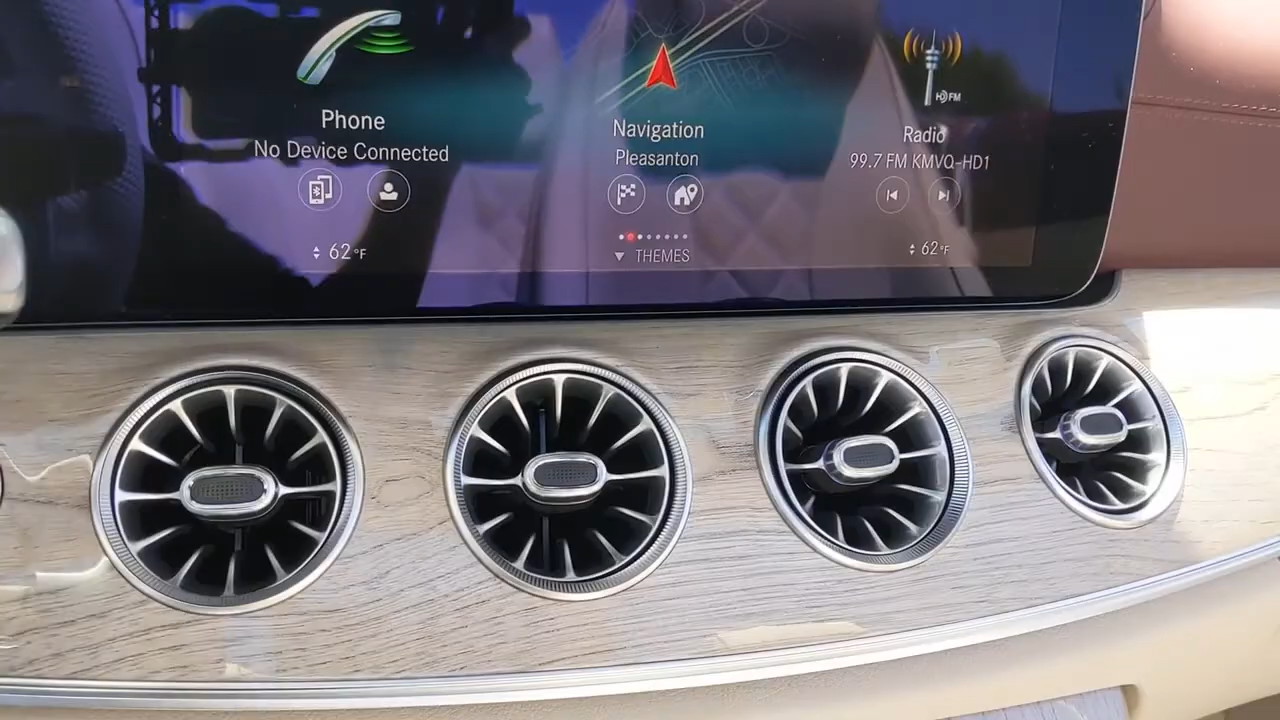 Phone
No Device Connected
62°F
Navigation
Pleasanton
THEMES
HD FM
Radio
99.7 FM KMVQ-HD1
62°F